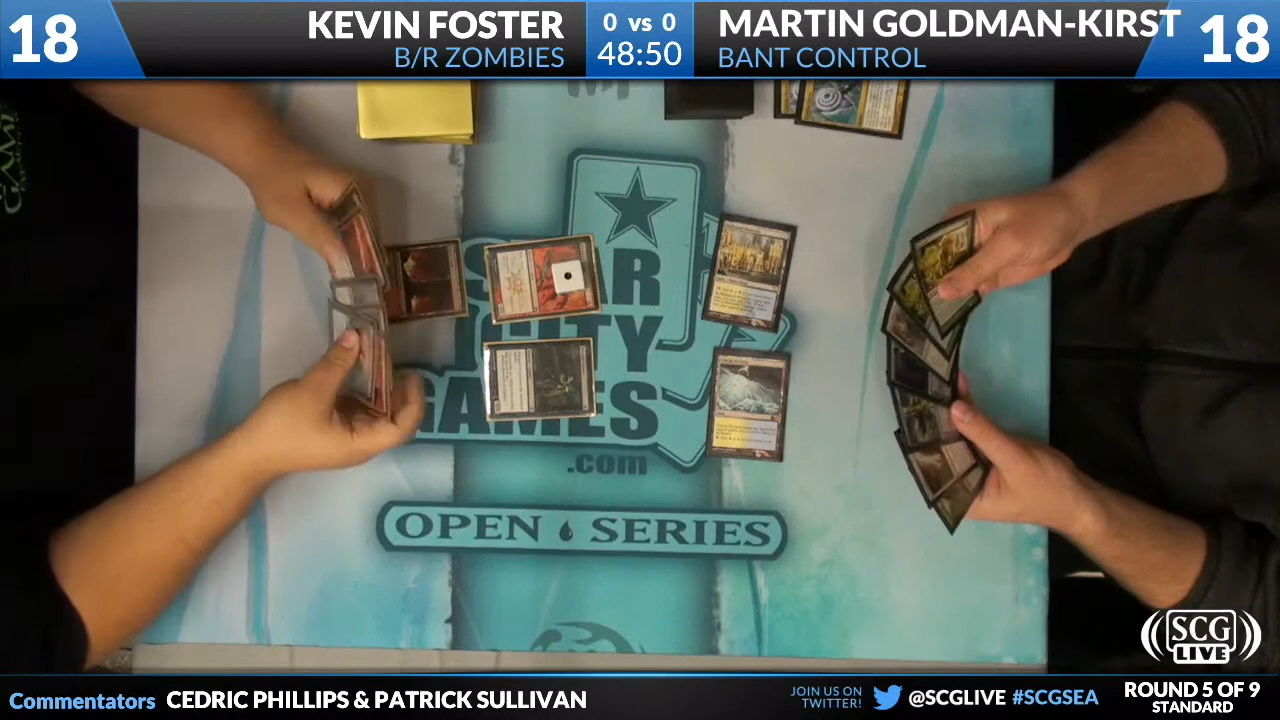 18
KEVIN FOSTER
B/R ZOMBIES
0 vs 0
48:50
MARTIN GOLDMAN-KIRST
BANT CONTROL
18
STAR
CITY
GAMES
.com
OPEN SERIES
SCG
LIVE
Commentators CEDRIC PHILLIPS & PATRICK SULLIVAN
JOIN US ON
TWITTER!
@SCGLIVE #SCGSEA
ROUND 5 OF 9
STANDARD